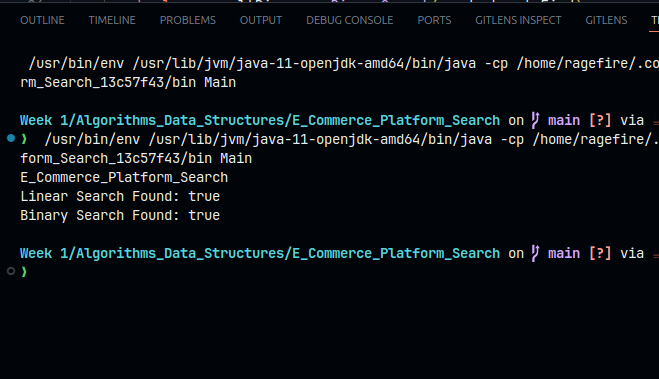 OUTLINE TIMELINE PROBLEMS OUTPUT DEBUG CONSOLE PORTS GITLENS INSPECT GITLENS
/usr/bin/env /usr/lib/jvm/java-11-openjdk-amd64/bin/java -cp /home/ragefire/.co
rm_Search_13c57f43/bin Main
Week 1/Algorithms_Data_Structures/E_Commerce_Platform_Search on main [?] via
❯ /usr/bin/env /usr/lib/jvm/java-11-openjdk-amd64/bin/java -cp /home/ragefire/.
form_Search_13c57f43/bin Main
E_Commerce_Platform_Search
Linear Search Found: true
Binary Search Found: true
Week 1/Algorithms_Data_Structures/E_Commerce_Platform_Search on main [?] via
❯